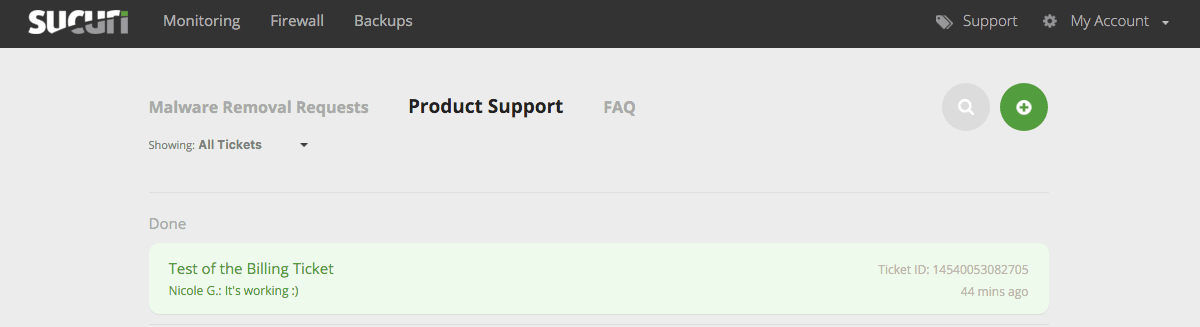 sucuri Monitoring Firewall Backups Support My Account
Malware Removal Requests Product Support FAQ
Showing: All Tickets
Done
Test of the Billing Ticket Ticket ID: 14540053082705
Nicole G.: It's working :) 44 mins ago